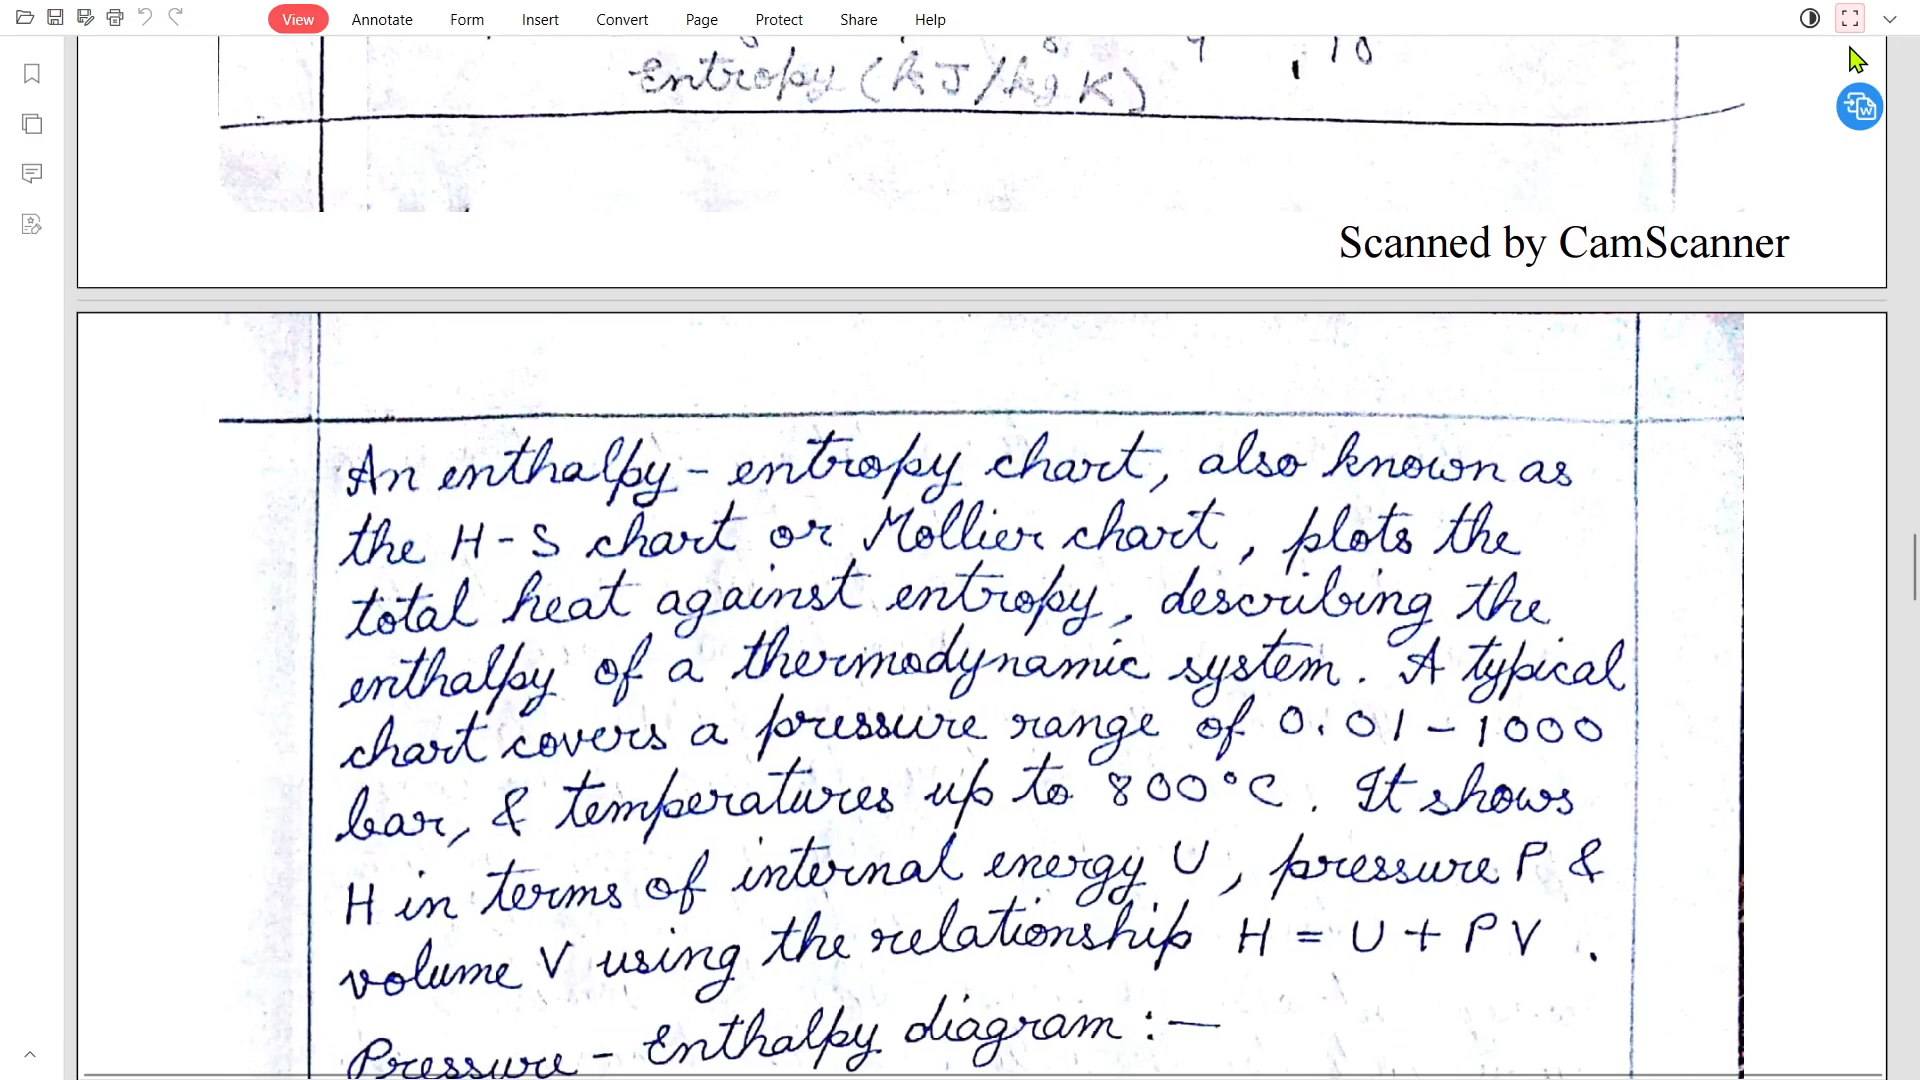 View Annotate Form Insert Convert Page Protect Share Help
8 9 10
Entropy (kJ/kg K)
Scanned by CamScanner
An enthalpy - entropy chart, also known as
the H - S chart or Mollier chart, plots the
total heat against entropy, describing the
enthalpy of a thermodynamic system. A typical
chart covers a pressure range of 0.01 - 1000
bar, & temperatures up to 800°C. It shows
H in terms of internal energy U, pressure P &
volume V using the relationship H = U + PV.
Pressure - Enthalpy diagram :—